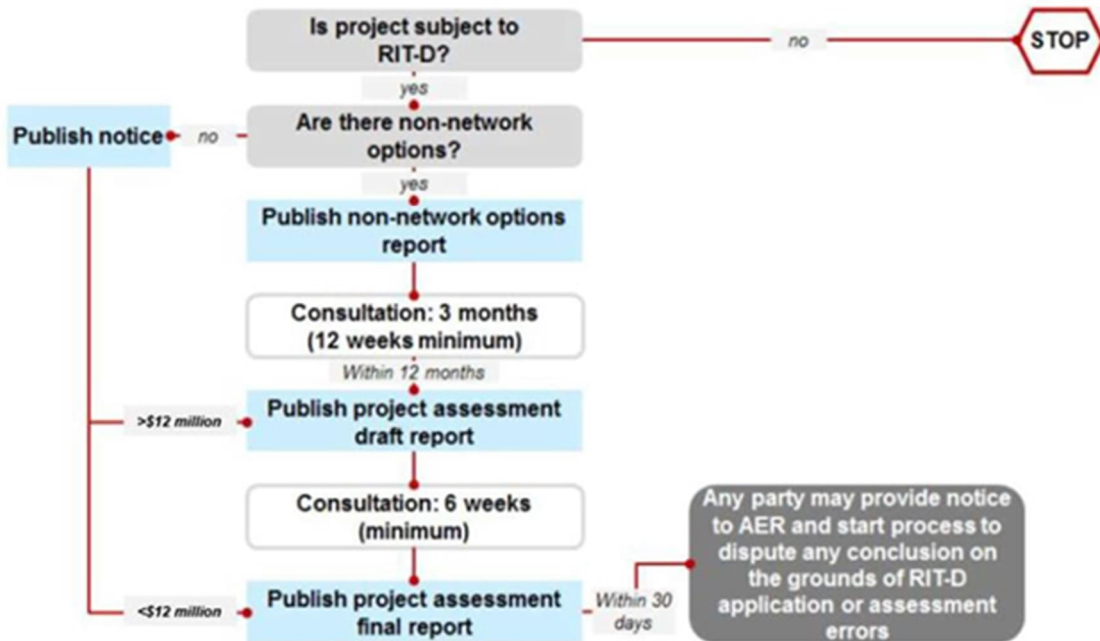 Is project subject to
RIT-D?
no
STOP
yes
Publish notice
no
Are there non-network
options?
yes
Publish non-network options
report
Consultation: 3 months
(12 weeks minimum)
Within 12 months
>$12 million
Publish project assessment
draft report
Consultation: 6 weeks
(minimum)
Any party may provide notice
to AER and start process to
dispute any conclusion on
the grounds of RIT-D
application or assessment
errors
<$12 million
Publish project assessment
final report
Within 30
days